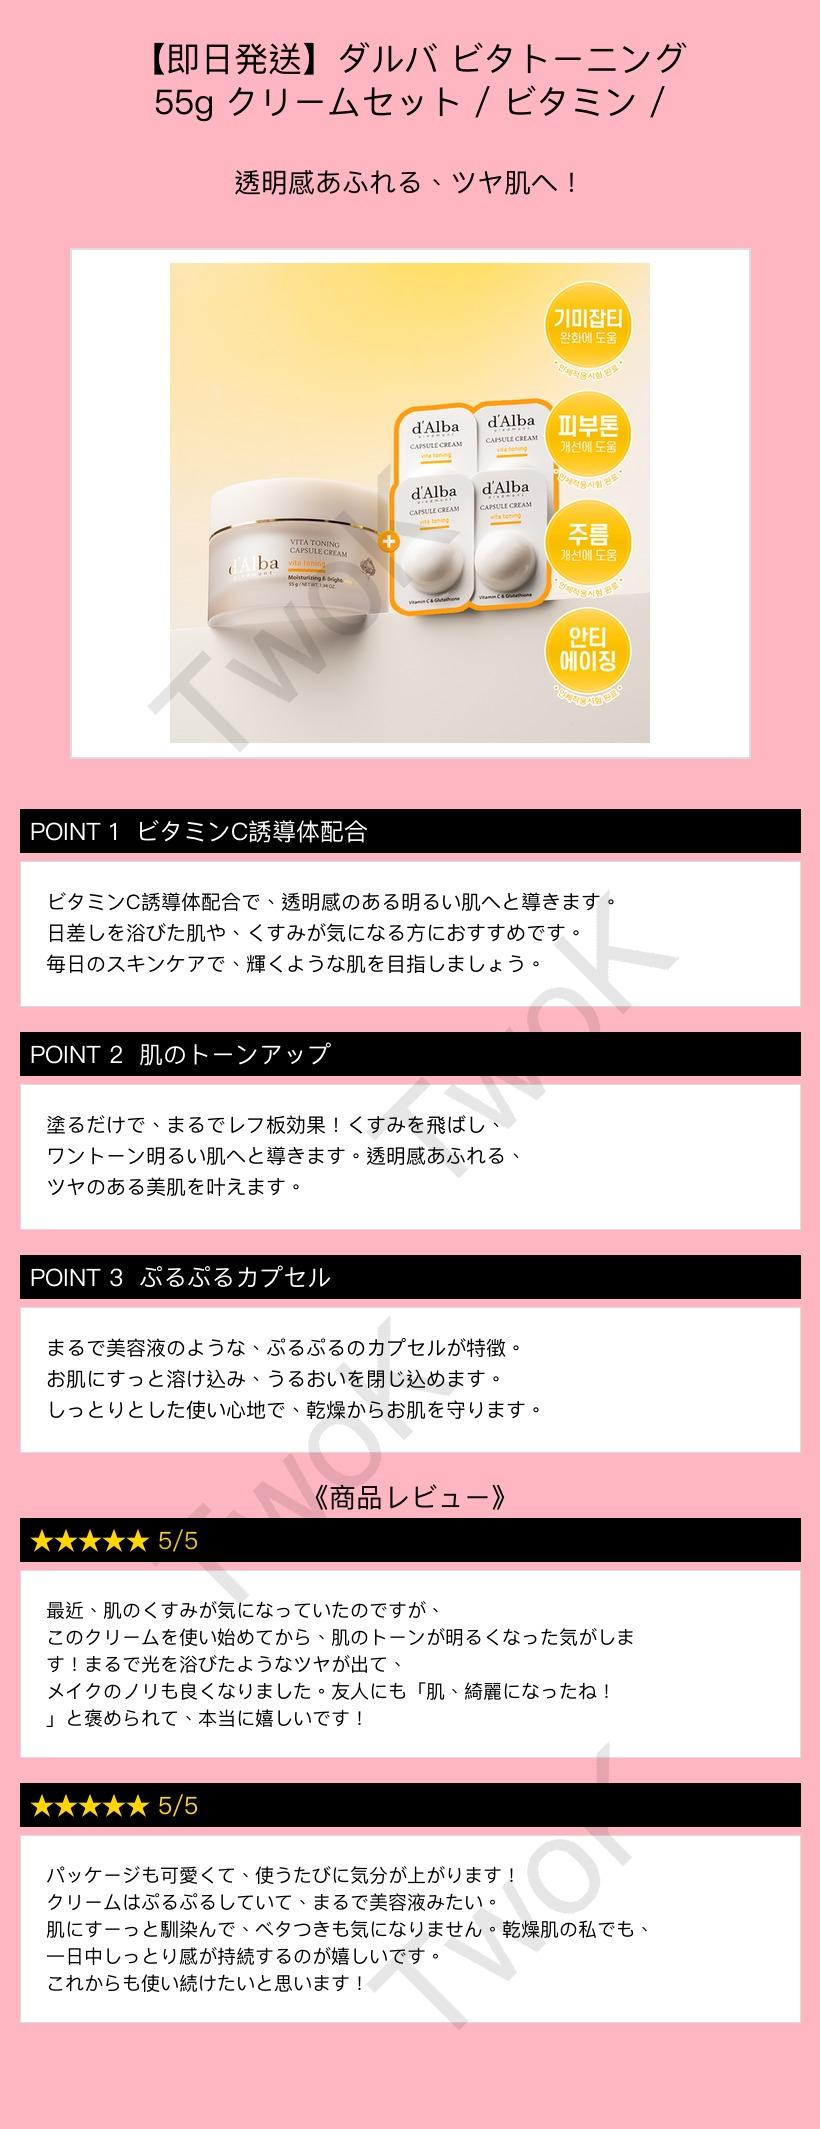 【即日発送】ダルバ ビタトーニング
55g クリームセット / ビタミン /
透明感あふれる、ツヤ肌へ！
기미잡티
완화에 도움
인체적용시험 완료
피부톤
개선에 도움
인체적용시험 완료
주름
개선에 도움
인체적용시험 완료
안티
에이징
인체적용시험 완료
d'Alba
piedmont
CAPSULE CREAM
vita toning
d'Alba
piedmont
CAPSULE CREAM
vita toning
d'Alba
piedmont
CAPSULE CREAM
vita toning
Vitamin C & Glutathione
d'Alba
piedmont
CAPSULE CREAM
vita toning
Vitamin C & Glutathione
+
d'Alba
piedmont
VITA TONING
CAPSULE CREAM
vita toning
Moisturizing & Brightening
55 g / NET WT. 1.94 OZ.
TwoK
POINT 1 ビタミンC誘導体配合
ビタミンC誘導体配合で、透明感のある明るい肌へと導きます。
日差しを浴びた肌や、くすみが気になる方におすすめです。
毎日のスキンケアで、輝くような肌を目指しましょう。
TwoK
POINT 2 肌のトーンアップ
塗るだけで、まるでレフ板効果！くすみを飛ばし、
ワントーン明るい肌へと導きます。透明感あふれる、
ツヤのある美肌を叶えます。
POINT 3 ぷるぷるカプセル
まるで美容液のような、ぷるぷるのカプセルが特徴。
お肌にすっと溶け込み、うるおいを閉じ込めます。
しっとりとした使い心地で、乾燥からお肌を守ります。
TwoK
《商品レビュー》
★★★★★ 5/5
最近、肌のくすみが気になっていたのですが、
このクリームを使い始めてから、肌のトーンが明るくなった気がしま
す！まるで光を浴びたようなツヤが出て、
メイクのノリも良くなりました。友人にも「肌、綺麗になったね！
」と褒められて、本当に嬉しいです！
★★★★★ 5/5
パッケージも可愛くて、使うたびに気分が上がります！
クリームはぷるぷるしていて、まるで美容液みたい。
肌にすーっと馴染んで、ベタつきも気になりません。乾燥肌の私でも、
一日中しっとり感が持続するのが嬉しいです。
これからも使い続けたいと思います！
TwoK